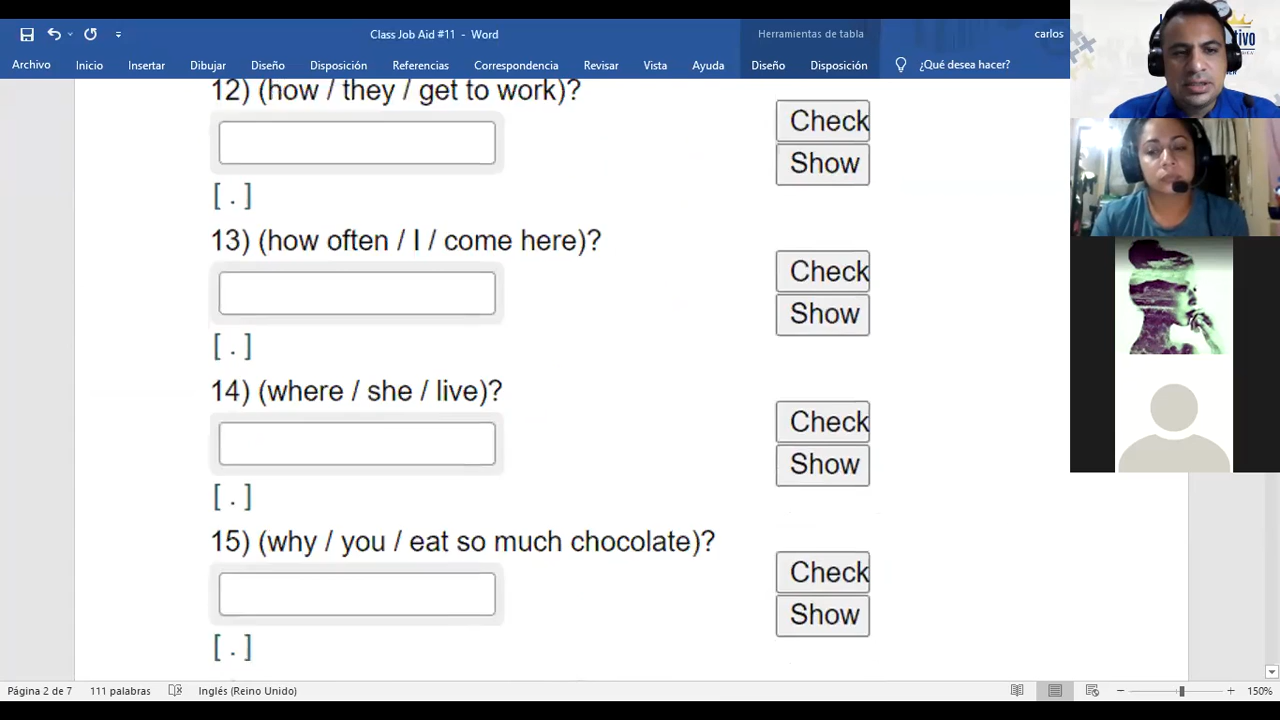 Class Job Aid #11 - Word
Herramientas de tabla
carlos
Archivo Inicio Insertar Dibujar Diseño Disposición Referencias Correspondencia Revisar Vista Ayuda Diseño Disposición ¿Qué desea hacer?
12) (how / they / get to work)?
Check
Show
[ . ]
13) (how often / I / come here)?
Check
Show
[ . ]
14) (where / she / live)?
Check
Show
[ . ]
15) (why / you / eat so much chocolate)?
Check
Show
[ . ]
Página 2 de 7 111 palabras Inglés (Reino Unido) 150%